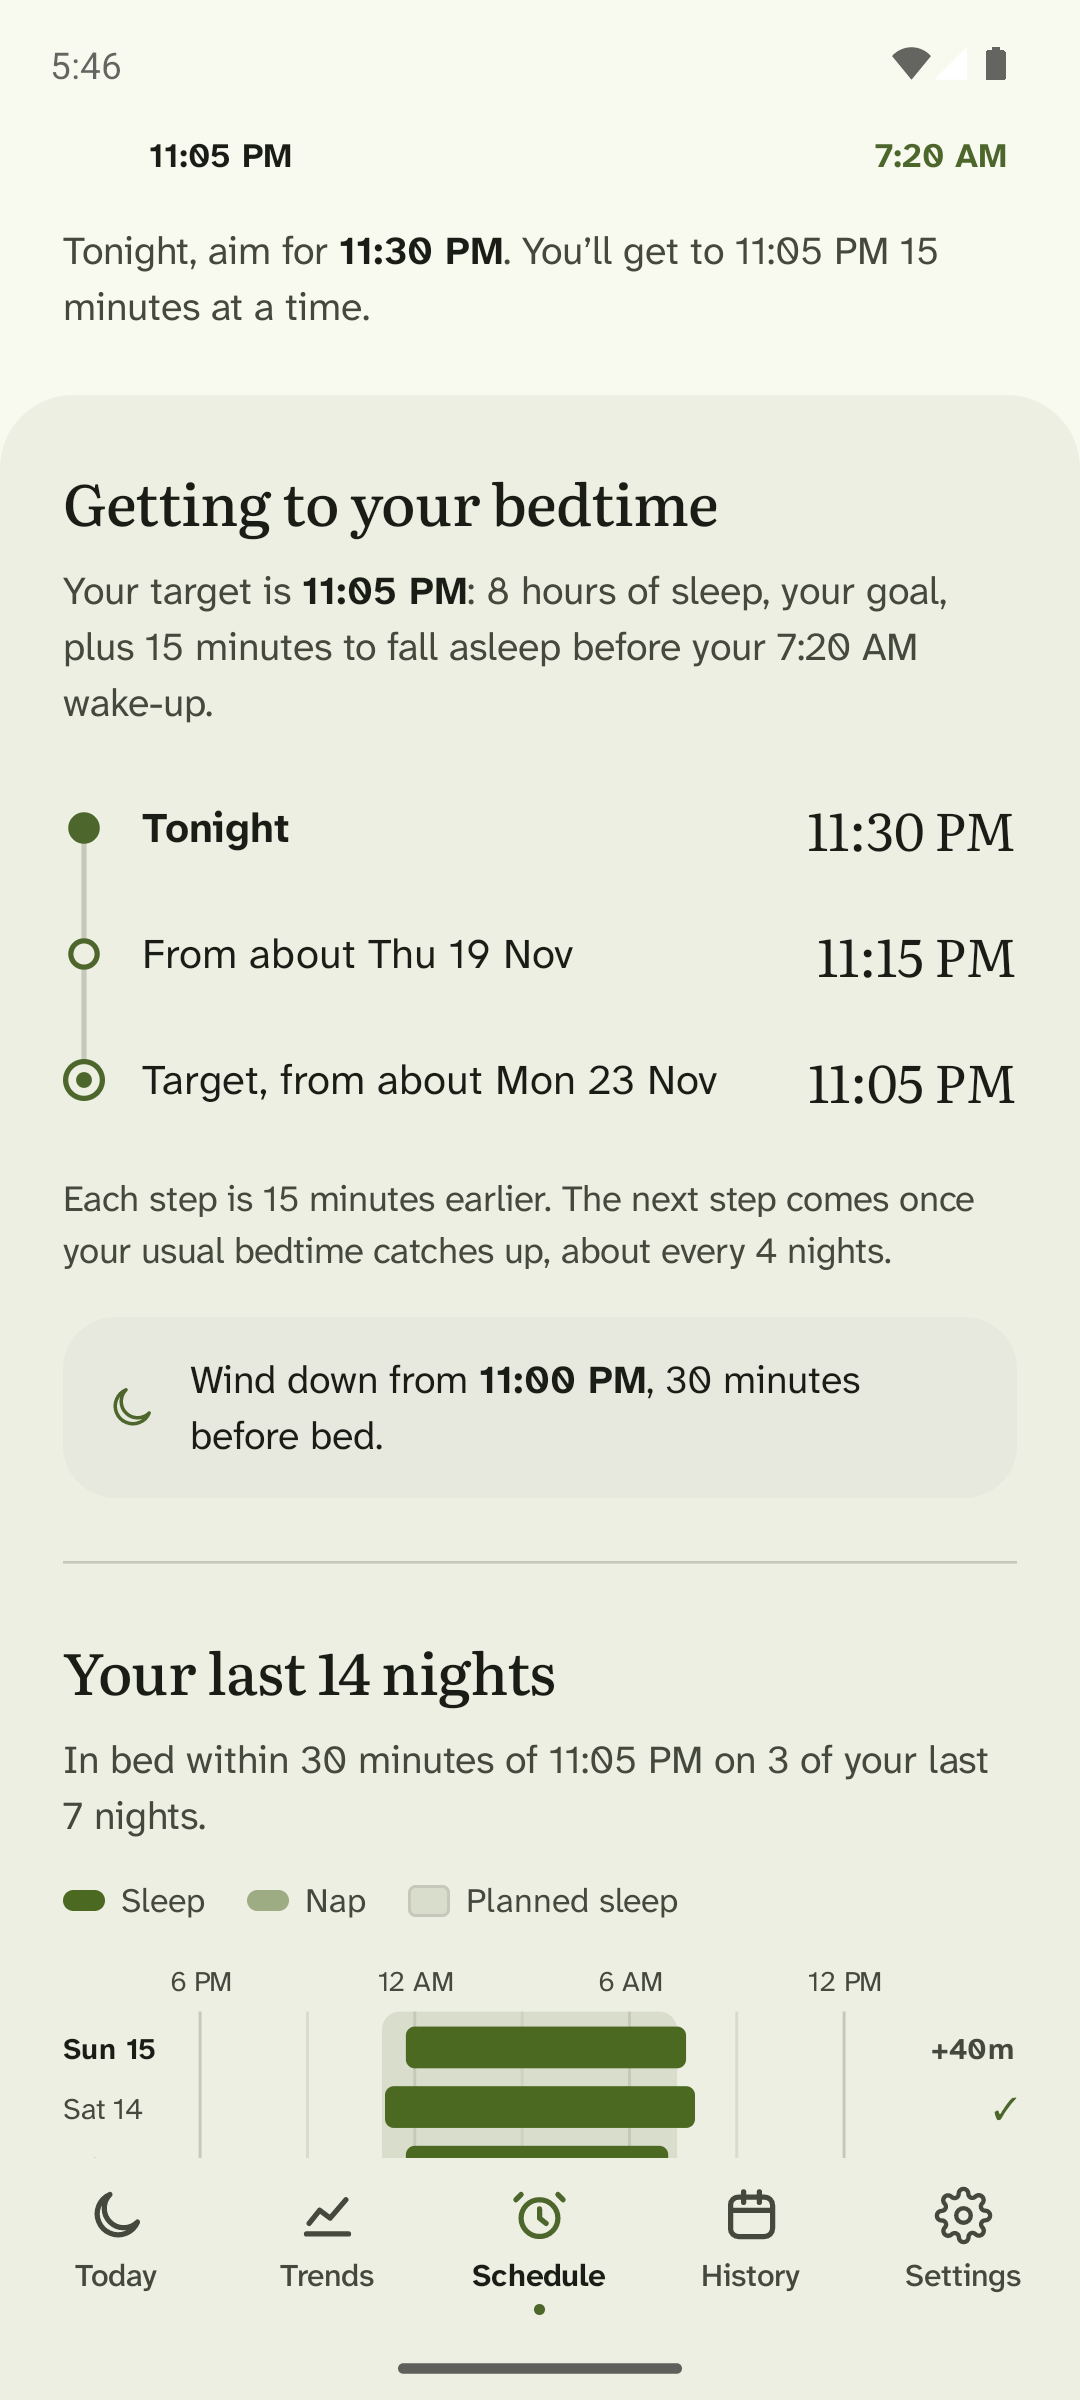 5:46
11:05 PM
7:20 AM
Tonight, aim for 11:30 PM. You’ll get to 11:05 PM 15
minutes at a time.
Getting to your bedtime
Your target is 11:05 PM: 8 hours of sleep, your goal,
plus 15 minutes to fall asleep before your 7:20 AM
wake-up.
Tonight 11:30 PM
From about Thu 19 Nov 11:15 PM
Target, from about Mon 23 Nov 11:05 PM
Each step is 15 minutes earlier. The next step comes once
your usual bedtime catches up, about every 4 nights.
Wind down from 11:00 PM, 30 minutes
before bed.
Your last 14 nights
In bed within 30 minutes of 11:05 PM on 3 of your last
7 nights.
Sleep Nap Planned sleep
6 PM 12 AM 6 AM 12 PM
Sun 15 +40m
Sat 14 ✓
Today Trends Schedule History Settings